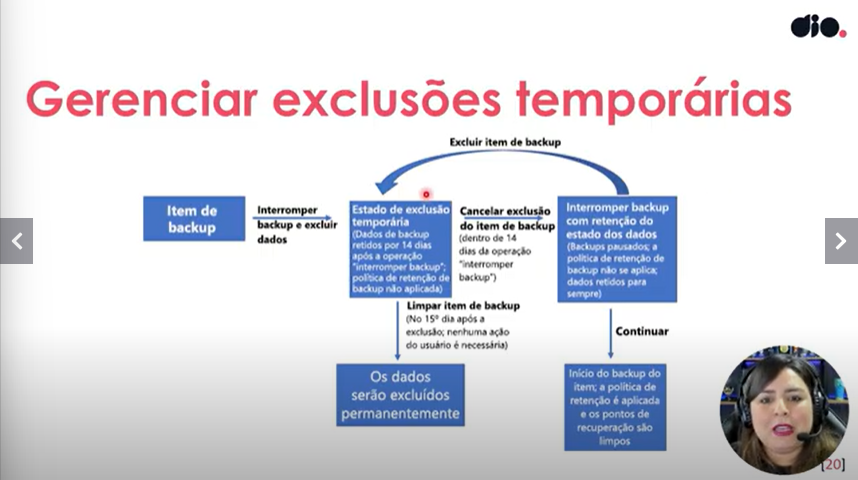 dio.
Gerenciar exclusões temporárias
Excluir item de backup
Item de
backup
Interromper
backup e excluir
dados
Estado de exclusão
temporária
(Dados de backup
retidos por 14 dias
após a operação
"interromper backup";
política de retenção de
backup não aplicada)
Cancelar exclusão
do item de backup
(dentro de 14
dias da operação
"interromper
backup")
Interromper backup
com retenção do
estado dos dados
(Backups pausados; a
política de retenção de
backup não se aplica;
dados retidos para
sempre)
Limpar item de backup
(No 15º dia após a
exclusão; nenhuma ação
do usuário é necessária)
Continuar
Os dados
serão excluídos
permanentemente
Início do backup do
item; a política de
retenção é aplicada
e os pontos de
recuperação são
limpos
[20]